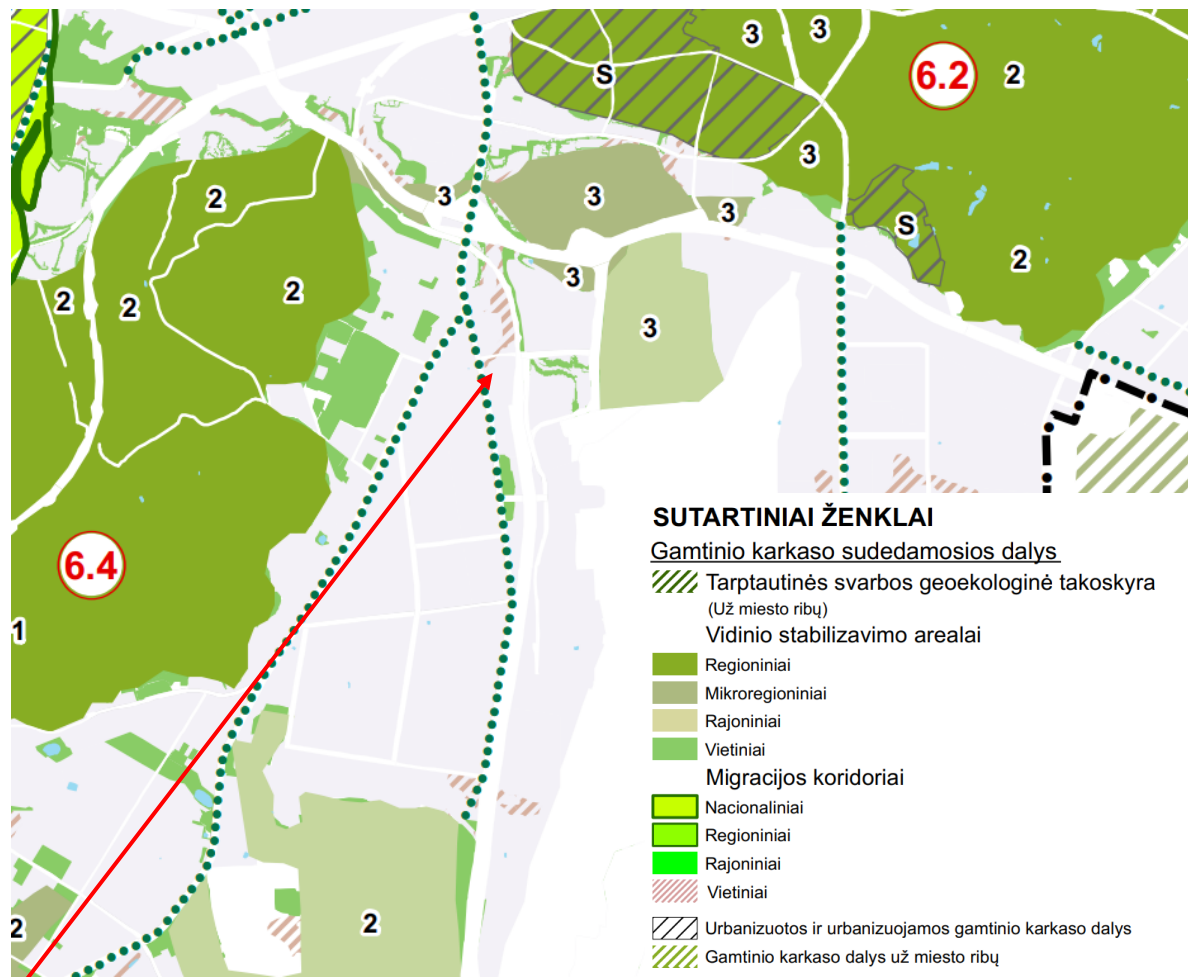 3
3
6.2
2
S
3
2
3
3
3
S
2
2
2
2
3
3
6.4
1
2
2
SUTARTINIAI ŽENKLAI
Gamtinio karkaso sudedamosios dalys
Tarptautinės svarbos geoekologinė takoskyra
(Už miesto ribų)
Vidinio stabilizavimo arealai
Regioniniai
Mikroregioniniai
Rajoniniai
Vietiniai
Migracijos koridoriai
Nacionaliniai
Regioniniai
Rajoniniai
Vietiniai
Urbanizuotos ir urbanizuojamos gamtinio karkaso dalys
Gamtinio karkaso dalys už miesto ribų